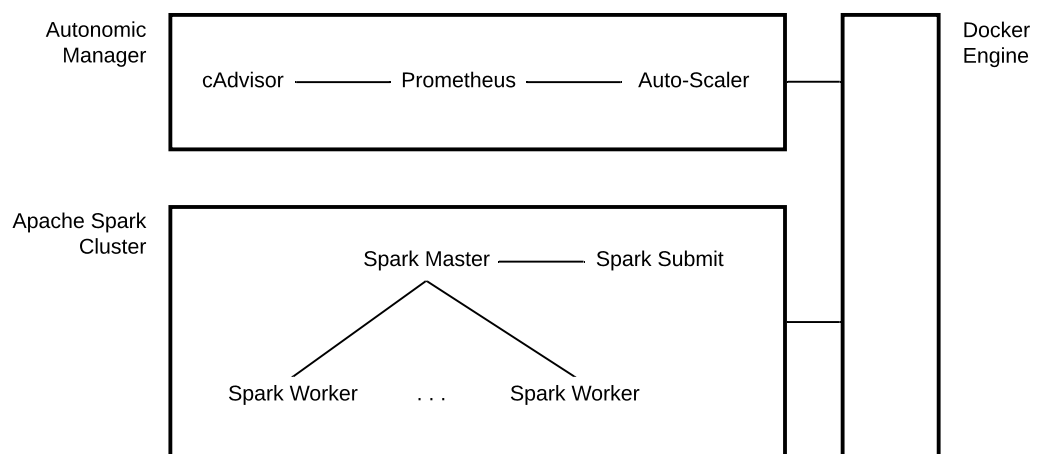 Autonomic
Manager
cAdvisor Prometheus Auto-Scaler
Docker
Engine
Apache Spark
Cluster
Spark Master Spark Submit
Spark Worker . . . Spark Worker